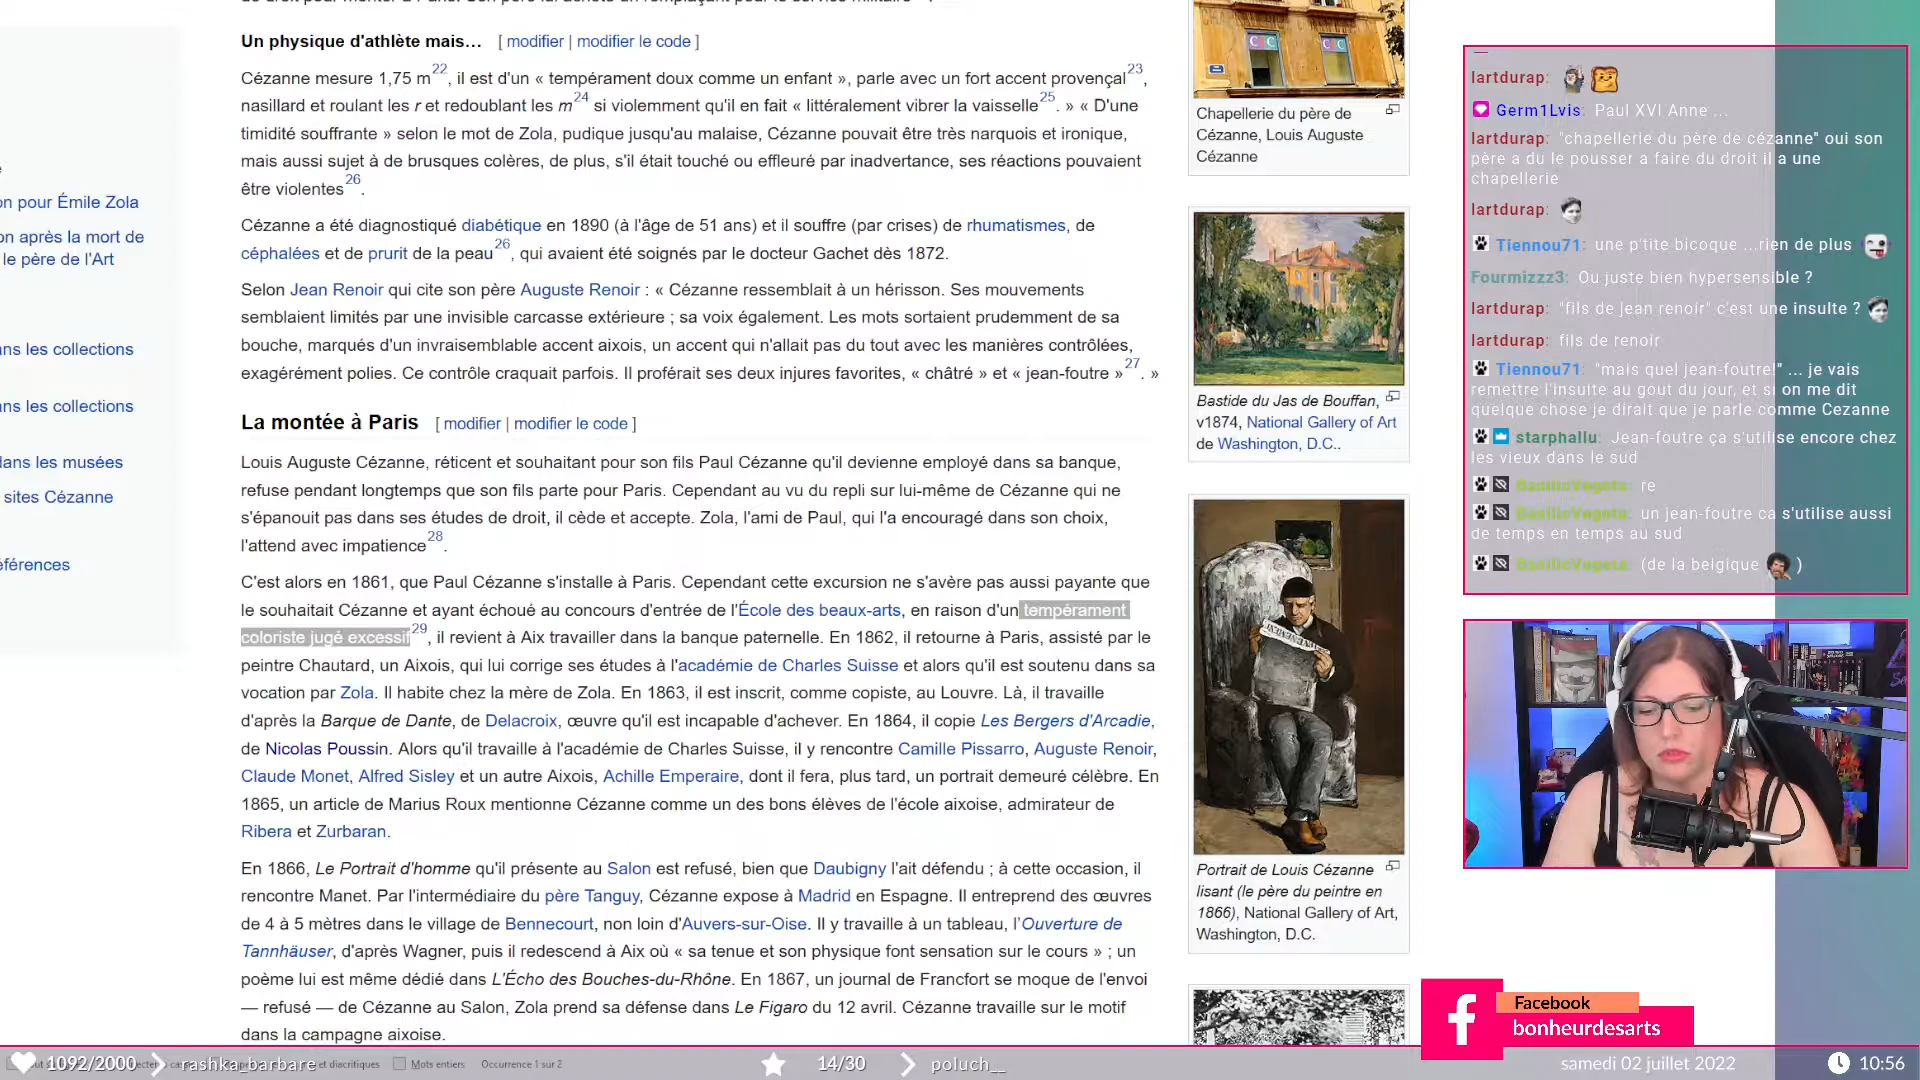 Un physique d'athlète mais... [ modifier | modifier le code ]
Cézanne mesure 1,75 m22, il est d'un « tempérament doux comme un enfant », parle avec un fort accent provençal23,
nasillard et roulant les r et redoublant les m24 si violemment qu'il en fait « littéralement vibrer la vaisselle25. » « D'une
timidité souffrante » selon le mot de Zola, pudique jusqu'au malaise, Cézanne pouvait être très narquois et ironique,
mais aussi sujet à de brusques colères, de plus, s'il était touché ou effleuré par inadvertance, ses réactions pouvaient
être violentes26.
Cézanne a été diagnostiqué diabétique en 1890 (à l'âge de 51 ans) et il souffre (par crises) de rhumatismes, de
céphalées et de prurit de la peau26, qui avaient été soignés par le docteur Gachet dès 1872.
Selon Jean Renoir qui cite son père Auguste Renoir : « Cézanne ressemblait à un hérisson. Ses mouvements
semblaient limités par une invisible carcasse extérieure ; sa voix également. Les mots sortaient prudemment de sa
bouche, marqués d'un invraisemblable accent aixois, un accent qui n'allait pas du tout avec les manières contrôlées,
exagérément polies. Ce contrôle craquait parfois. Il proférait ses deux injures favorites, « châtré » et « jean-foutre »27. »
La montée à Paris [ modifier | modifier le code ]
Louis Auguste Cézanne, réticent et souhaitant pour son fils Paul Cézanne qu'il devienne employé dans sa banque,
refuse pendant longtemps que son fils parte pour Paris. Cependant au vu du repli sur lui-même de Cézanne qui ne
s'épanouit pas dans ses études de droit, il cède et accepte. Zola, l'ami de Paul, qui l'a encouragé dans son choix,
l'attend avec impatience28.
C'est alors en 1861, que Paul Cézanne s'installe à Paris. Cependant cette excursion ne s'avère pas aussi payante que
le souhaitait Cézanne et ayant échoué au concours d'entrée de l'École des beaux-arts, en raison d'un tempérament
coloriste jugé excessif29, il revient à Aix travailler dans la banque paternelle. En 1862, il retourne à Paris, assisté par le
peintre Chautard, un Aixois, qui lui corrige ses études à l'académie de Charles Suisse et alors qu'il est soutenu dans sa
vocation par Zola. Il habite chez la mère de Zola. En 1863, il est inscrit, comme copiste, au Louvre. Là, il travaille
d'après la Barque de Dante, de Delacroix, œuvre qu'il est incapable d'achever. En 1864, il copie Les Bergers d'Arcadie,
de Nicolas Poussin. Alors qu'il travaille à l'académie de Charles Suisse, il y rencontre Camille Pissarro, Auguste Renoir,
Claude Monet, Alfred Sisley et un autre Aixois, Achille Emperaire, dont il fera, plus tard, un portrait demeuré célèbre. En
1865, un article de Marius Roux mentionne Cézanne comme un des bons élèves de l'école aixoise, admirateur de
Ribera et Zurbaran.
En 1866, Le Portrait d'homme qu'il présente au Salon est refusé, bien que Daubigny l'ait défendu ; à cette occasion, il
rencontre Manet. Par l'intermédiaire du père Tanguy, Cézanne expose à Madrid en Espagne. Il entreprend des œuvres
de 4 à 5 mètres dans le village de Bennecourt, non loin d'Auvers-sur-Oise. Il y travaille à un tableau, l'Ouverture de
Tannhäuser, d'après Wagner, puis il redescend à Aix où « sa tenue et son physique font sensation sur le cours » ; un
poème lui est même dédié dans L'Écho des Bouches-du-Rhône. En 1867, un journal de Francfort se moque de l'envoi
— refusé — de Cézanne au Salon, Zola prend sa défense dans Le Figaro du 12 avril. Cézanne travaille sur le motif
dans la campagne aixoise.
on pour Émile Zola
on après la mort de
le père de l'Art
ans les collections
ans les collections
dans les musées
sites Cézanne
éférences
Chapellerie du père de
Cézanne, Louis Auguste
Cézanne
Bastide du Jas de Bouffan,
v1874, National Gallery of Art
de Washington, D.C..
Portrait de Louis Cézanne
lisant (le père du peintre en
1866), National Gallery of Art,
Washington, D.C.
lartdurap:
Germ1Lvis: Paul XVI Anne ...
lartdurap: "chapellerie du père de cézanne" oui son
père a du le pousser a faire du droit il a une
chapellerie
lartdurap:
Tiennou71: une p'tite bicoque ...rien de plus
Fourmizzz3: Ou juste bien hypersensible ?
lartdurap: "fils de jean renoir" c'est une insulte ?
lartdurap: fils de renoir
Tiennou71: "mais quel jean-foutre!" ... je vais
remettre l'insulte au gout du jour, et si on me dit
quelque chose je dirait que je parle comme Cezanne
starphallu: Jean-foutre ça s'utilise encore chez
les vieux dans le sud
BasilicVegeta: re
BasilicVegeta: un jean-foutre ca s'utilise aussi
de temps en temps au sud
BasilicVegeta: (de la belgique )
Facebook
bonheurdesarts
1092/2000 rashka_barbare
et diacritiques Mots entiers Occurrence 1 sur 2
14/30 poluch__
samedi 02 juillet 2022 10:56